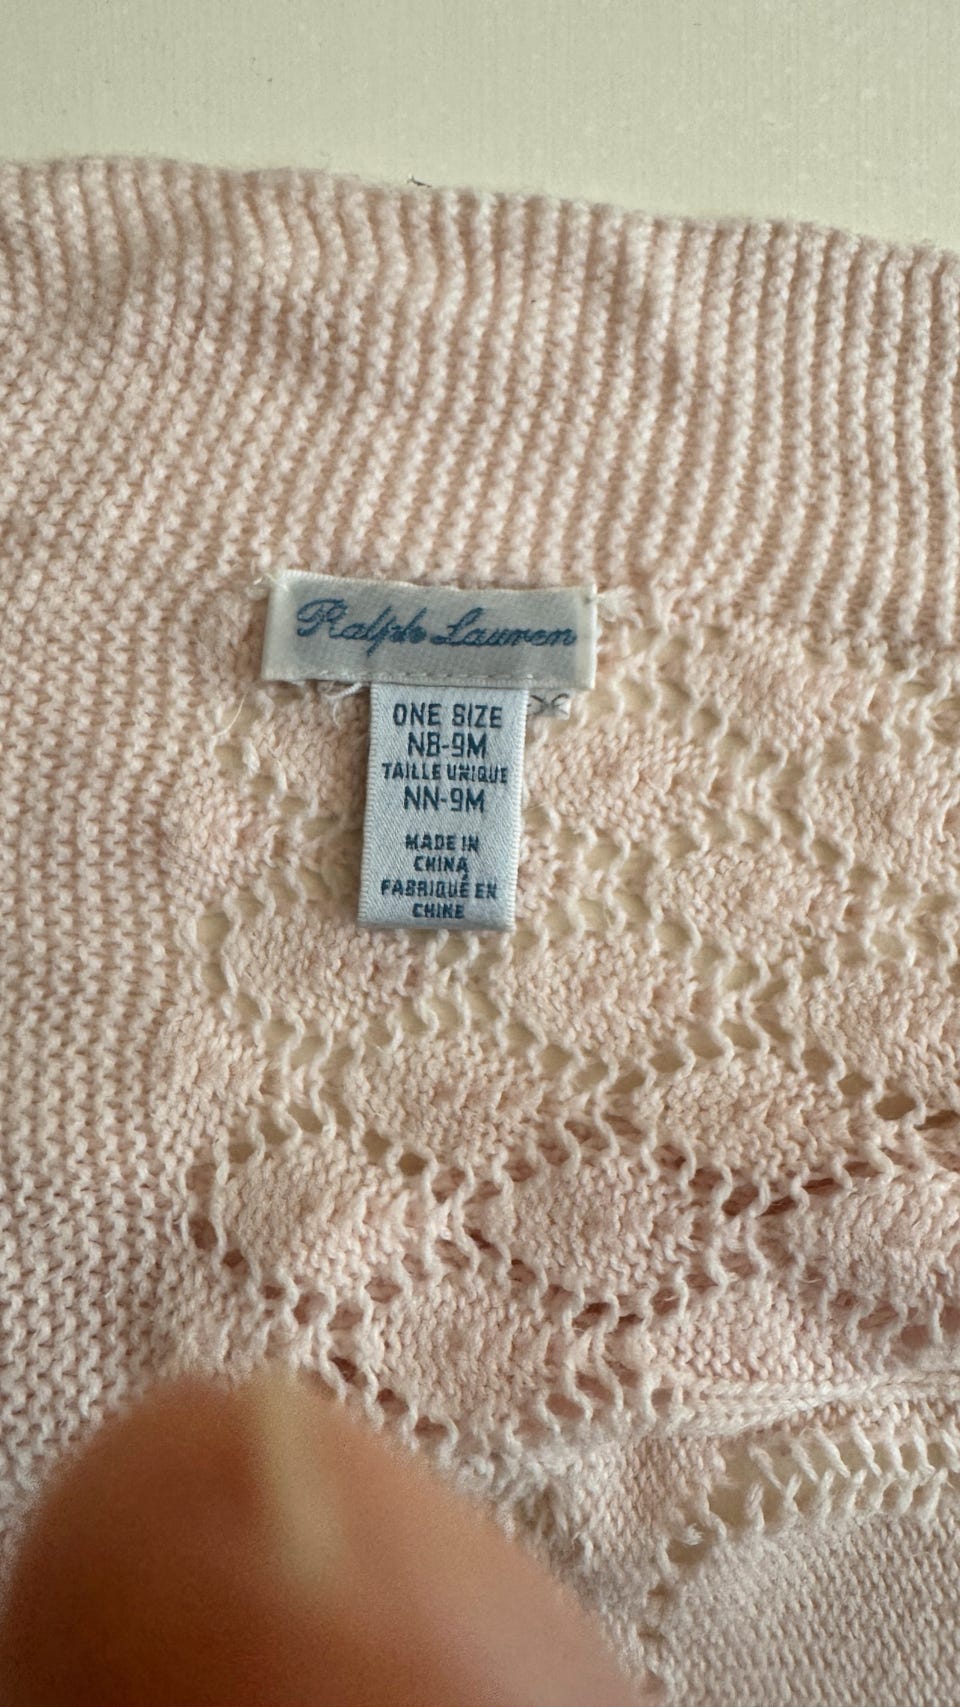 Ralph Lauren
ONE SIZE
NB-9M
TAILLE UNIQUE
NN-9M
MADE IN
CHINA
FABRIQUÉ EN
CHINE